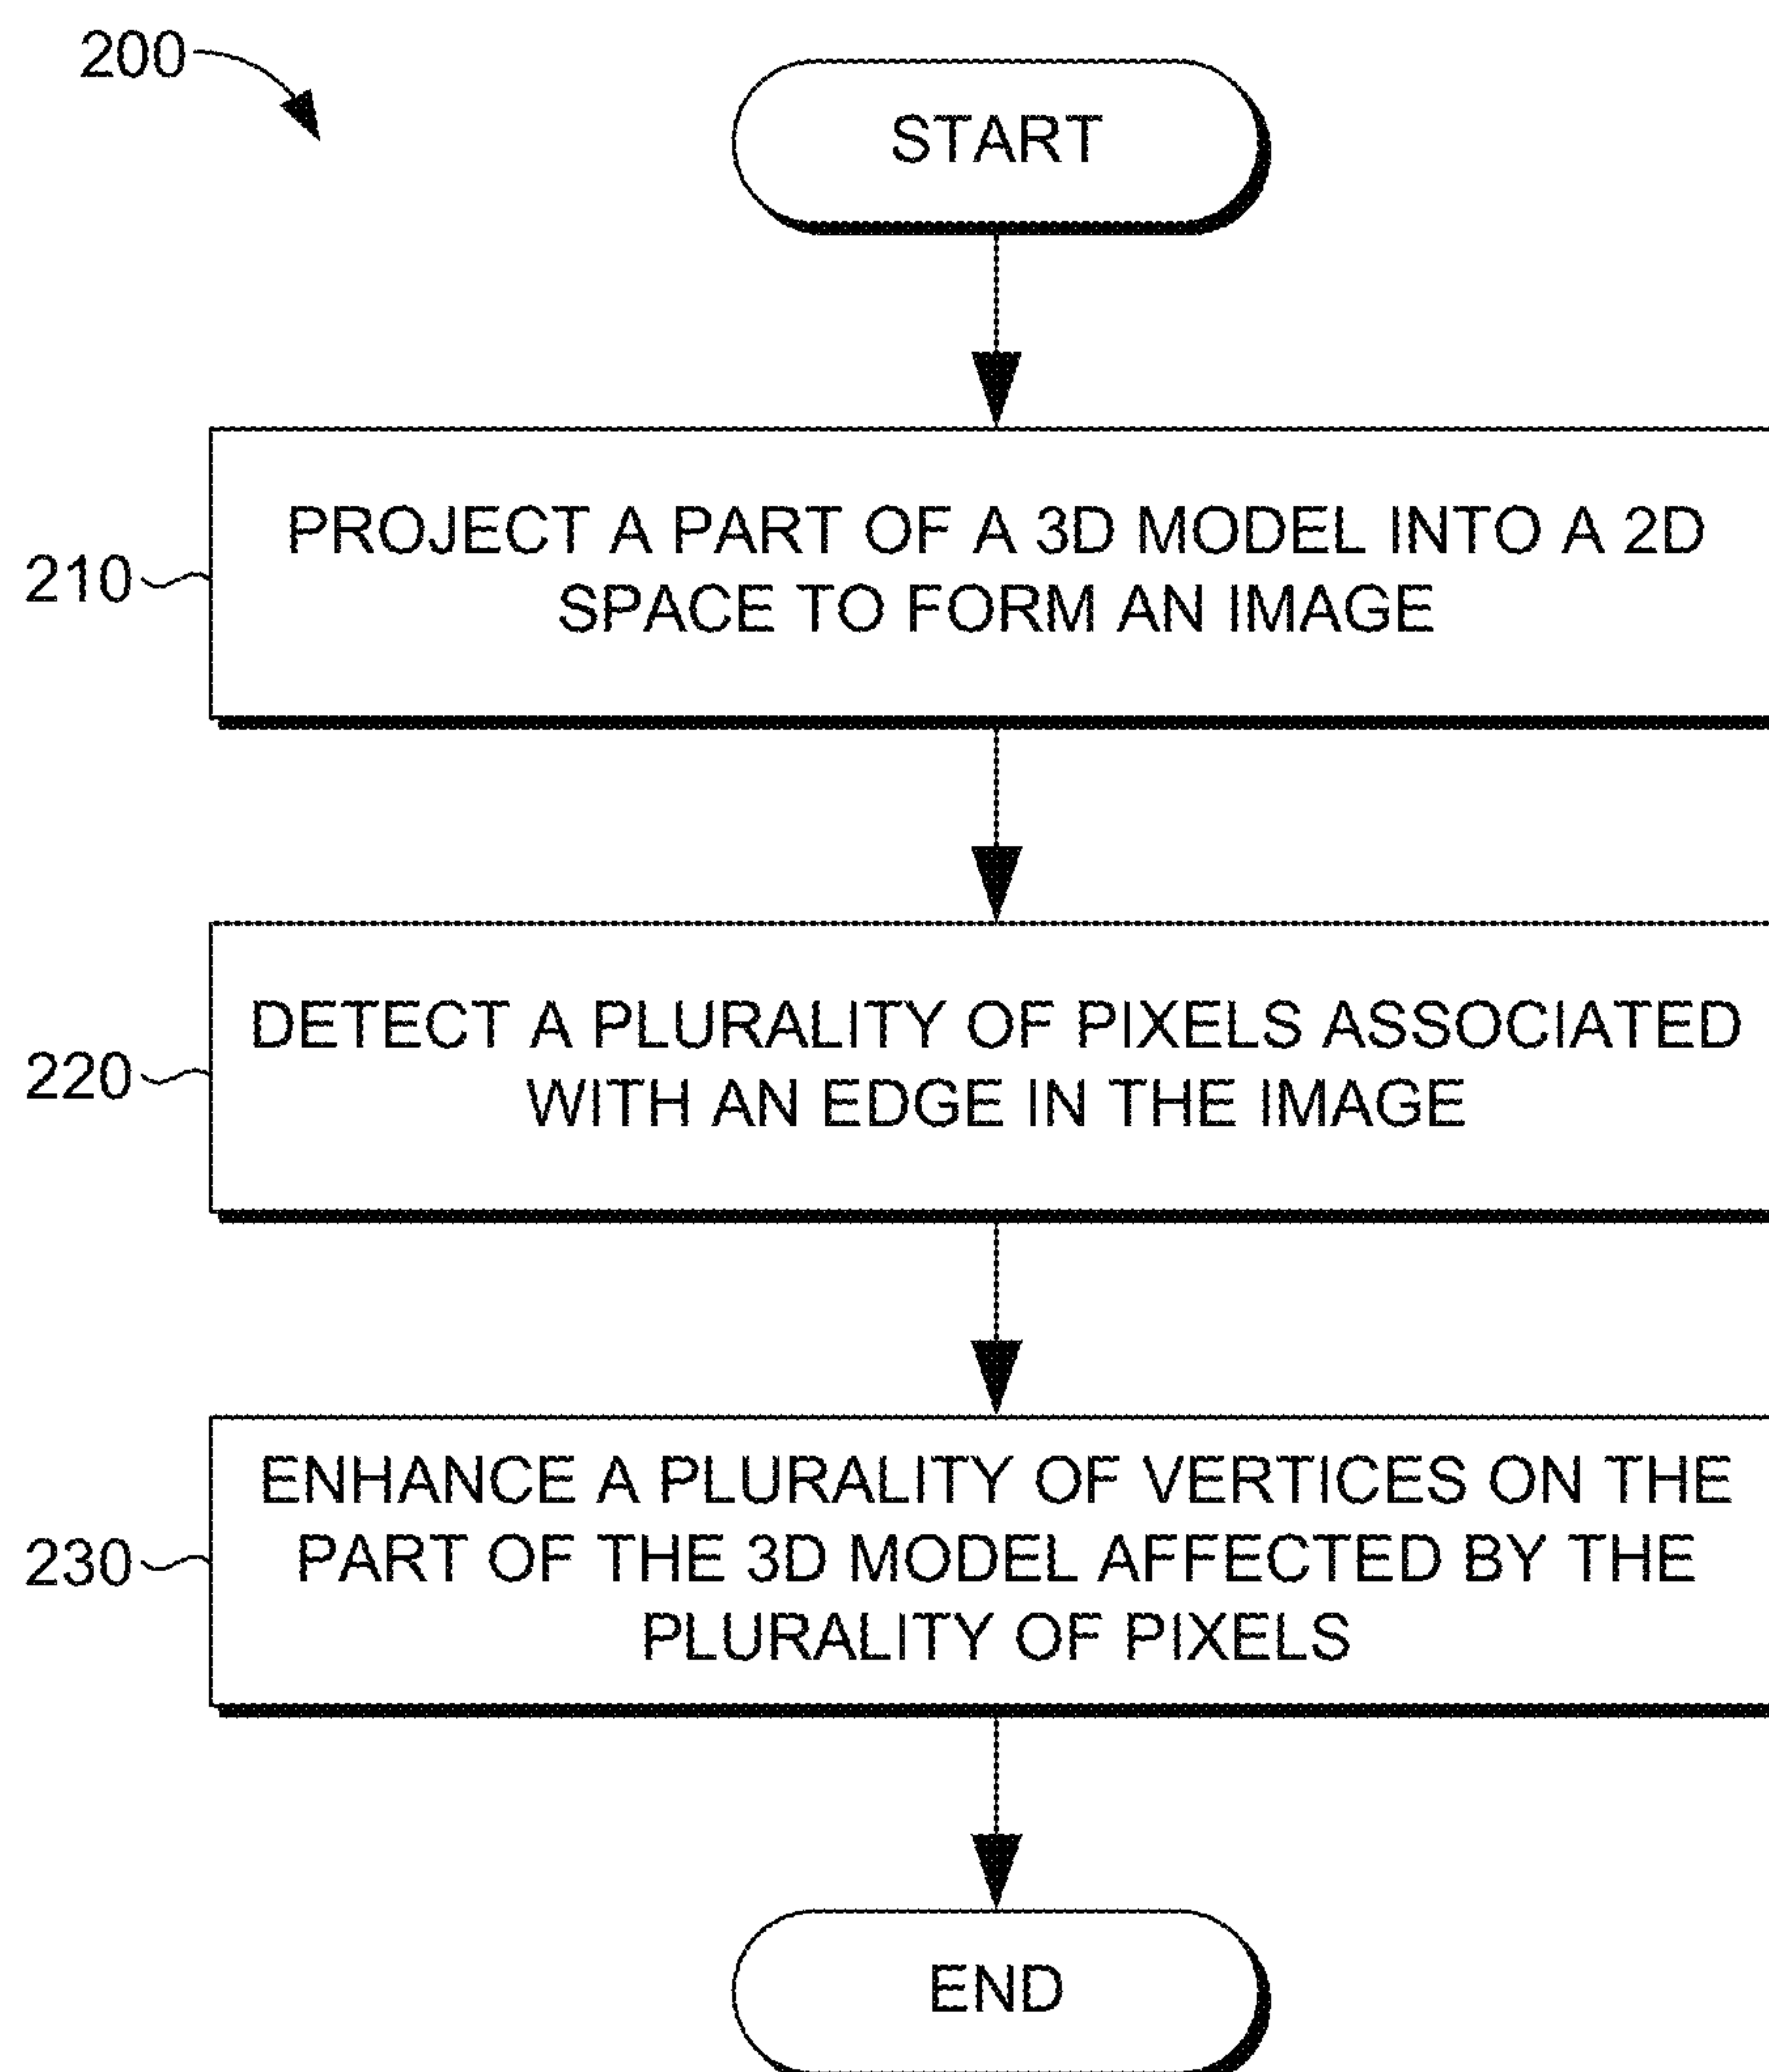 200
START
210
PROJECT A PART OF A 3D MODEL INTO A 2D
SPACE TO FORM AN IMAGE
220
DETECT A PLURALITY OF PIXELS ASSOCIATED
WITH AN EDGE IN THE IMAGE
230
ENHANCE A PLURALITY OF VERTICES ON THE
PART OF THE 3D MODEL AFFECTED BY THE
PLURALITY OF PIXELS
END